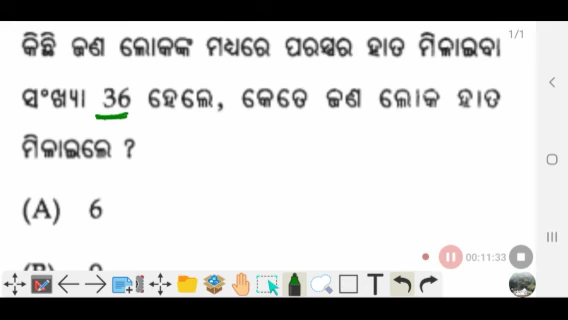 1/1
କିଛି ଜଣ ଲୋକଙ୍କ ମଧ୍ୟରେ ପରସ୍ପର ହାତ ମିଳାଇବା
ସଂଖ୍ୟା 36 ହେଲେ, କେତେ ଜଣ ଲୋକ ହାତ
ମିଳାଇଲେ ?
(A) 6
00:11:33